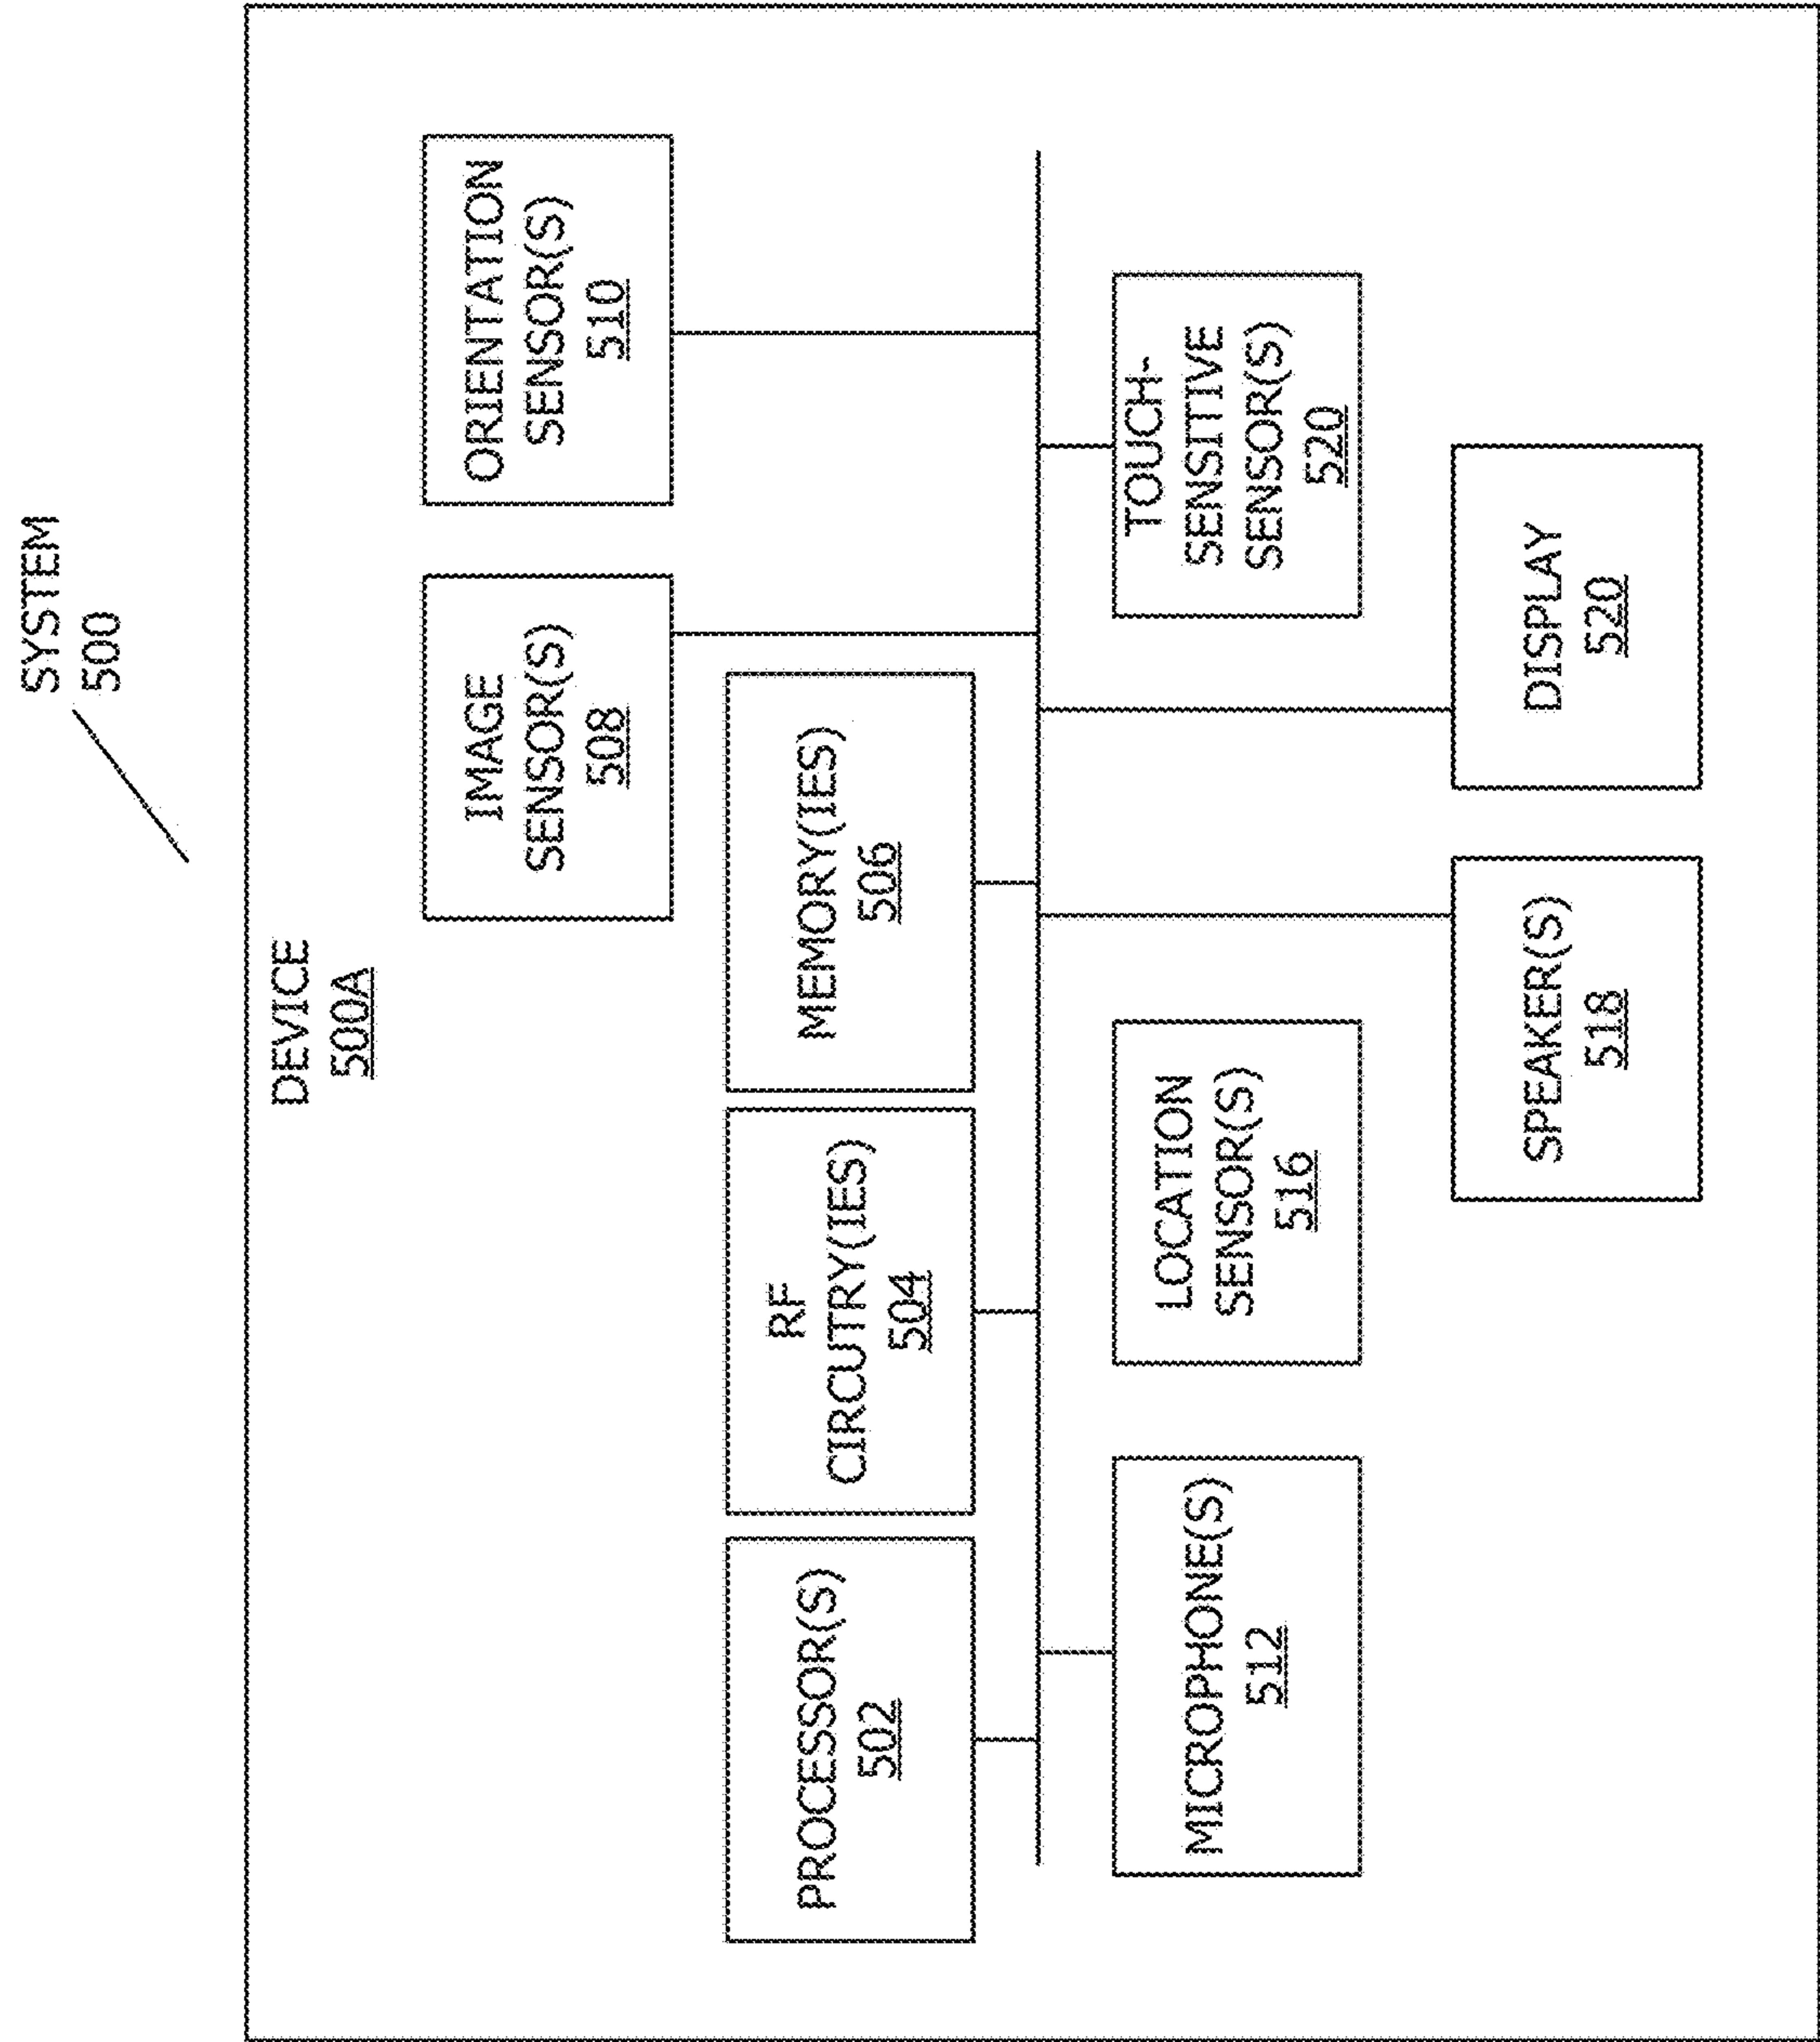 SYSTEM
500
DEVICE
500A
IMAGE
SENSOR(S)
508
ORIENTATION
SENSOR(S)
510
PROCESSOR(S)
502
RF
CIRCUTRY(IES)
504
MEMORY(IES)
506
MICROPHONE(S)
512
LOCATION
SENSOR(S)
516
TOUCH-
SENSITIVE
SENSOR(S)
520
SPEAKER(S)
518
DISPLAY
520